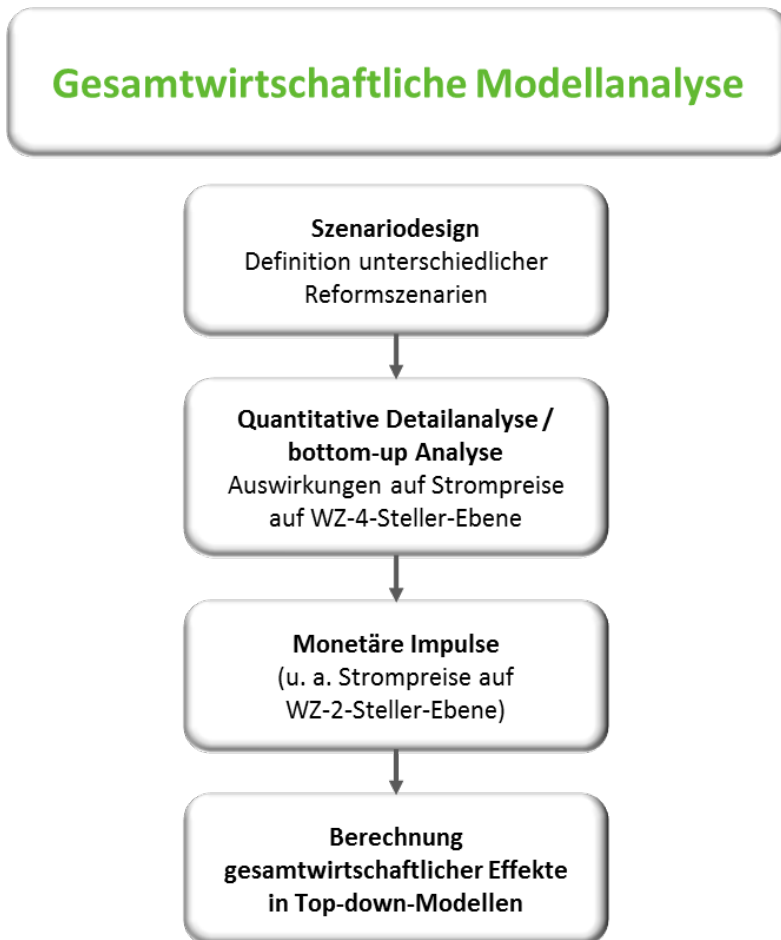 Gesamtwirtschaftliche Modellanalyse
Szenariodesign
Definition unterschiedlicher
Reformszenarien
Quantitative Detailanalyse /
bottom-up Analyse
Auswirkungen auf Strompreise
auf WZ-4-Steller-Ebene
Monetäre Impulse
(u. a. Strompreise auf
WZ-2-Steller-Ebene)
Berechnung
gesamtwirtschaftlicher Effekte
in Top-down-Modellen